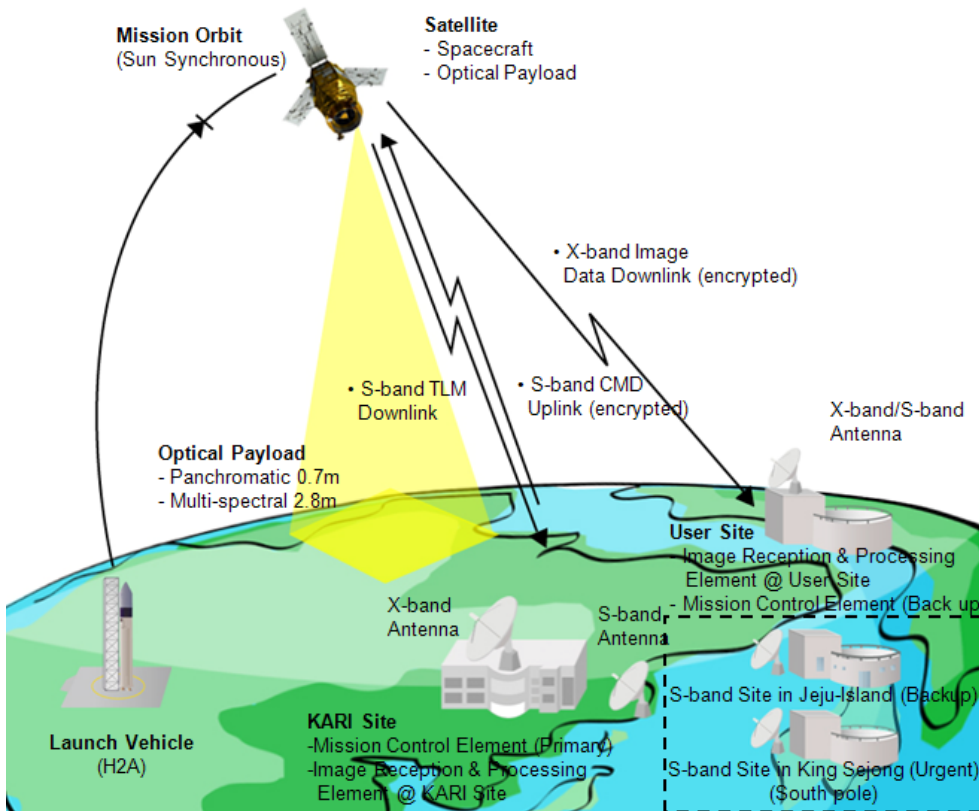 Mission Orbit
(Sun Synchronous)
Satellite
- Spacecraft
- Optical Payload
• X-band Image
Data Downlink (encrypted)
• S-band TLM
Downlink
• S-band CMD
Uplink (encrypted)
X-band/S-band
Antenna
Optical Payload
- Panchromatic 0.7m
- Multi-spectral 2.8m
User Site
- Image Reception & Processing
Element @ User Site
- Mission Control Element (Back up
X-band
Antenna
S-band
Antenna
S-band Site in Jeju-Island (Backup)
S-band Site in King Sejong (Urgent)
(South pole)
KARI Site
-Mission Control Element (Primary)
-Image Reception & Processing
Element @ KARI Site
Launch Vehicle
(H2A)